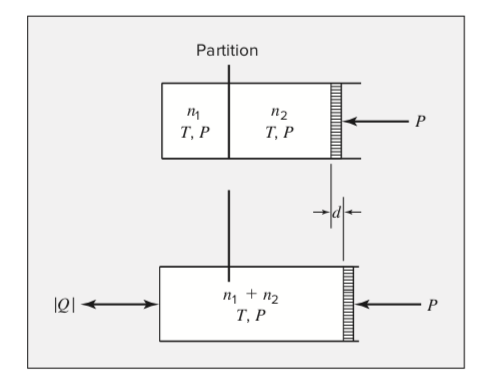 Partition
n₁
T, P
n₂
T, P
P
d
|Q|
n₁ + n₂
T, P
P